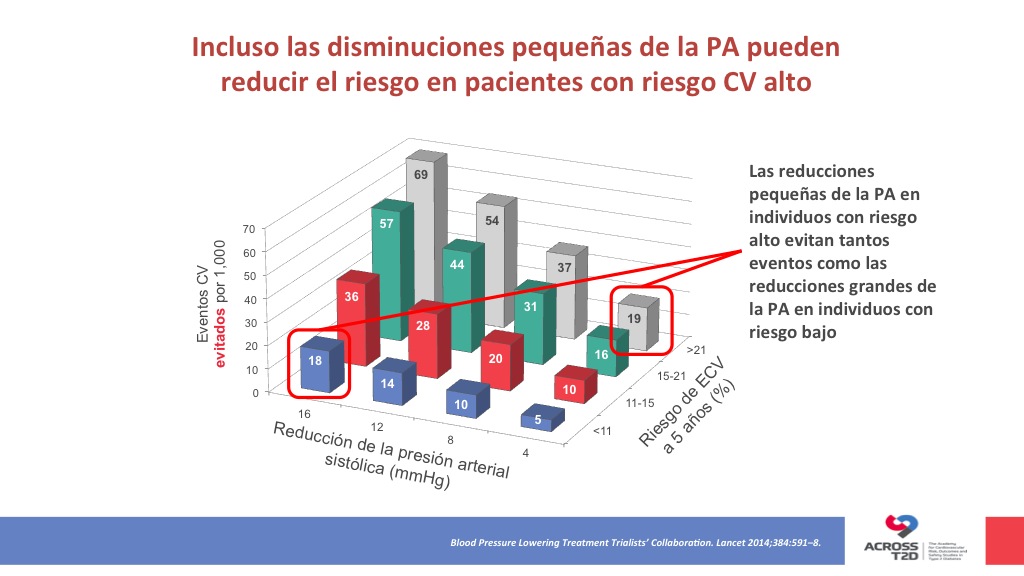 Incluso las disminuciones pequeñas de la PA pueden
reducir el riesgo en pacientes con riesgo CV alto
Las reducciones
pequeñas de la PA en
individuos con riesgo
alto evitan tantos
eventos como las
reducciones grandes de
la PA en individuos con
riesgo bajo
Eventos CV
evitados por 1,000
70
60
50
40
30
20
10
0
69
54
37
19
57
44
31
16
36
28
20
10
18
14
10
5
16
12
8
4
Reducción de la presión arterial
sistólica (mmHg)
<11
11-15
15-21
>21
Riesgo de ECV
a 5 años (%)
Blood Pressure Lowering Treatment Trialists’ Collaboration. Lancet 2014;384:591–8.
ACROSS
T2D
The Academy
for Cardiovascular
Risk, Outcomes and
Safety Studies in
Type 2 Diabetes